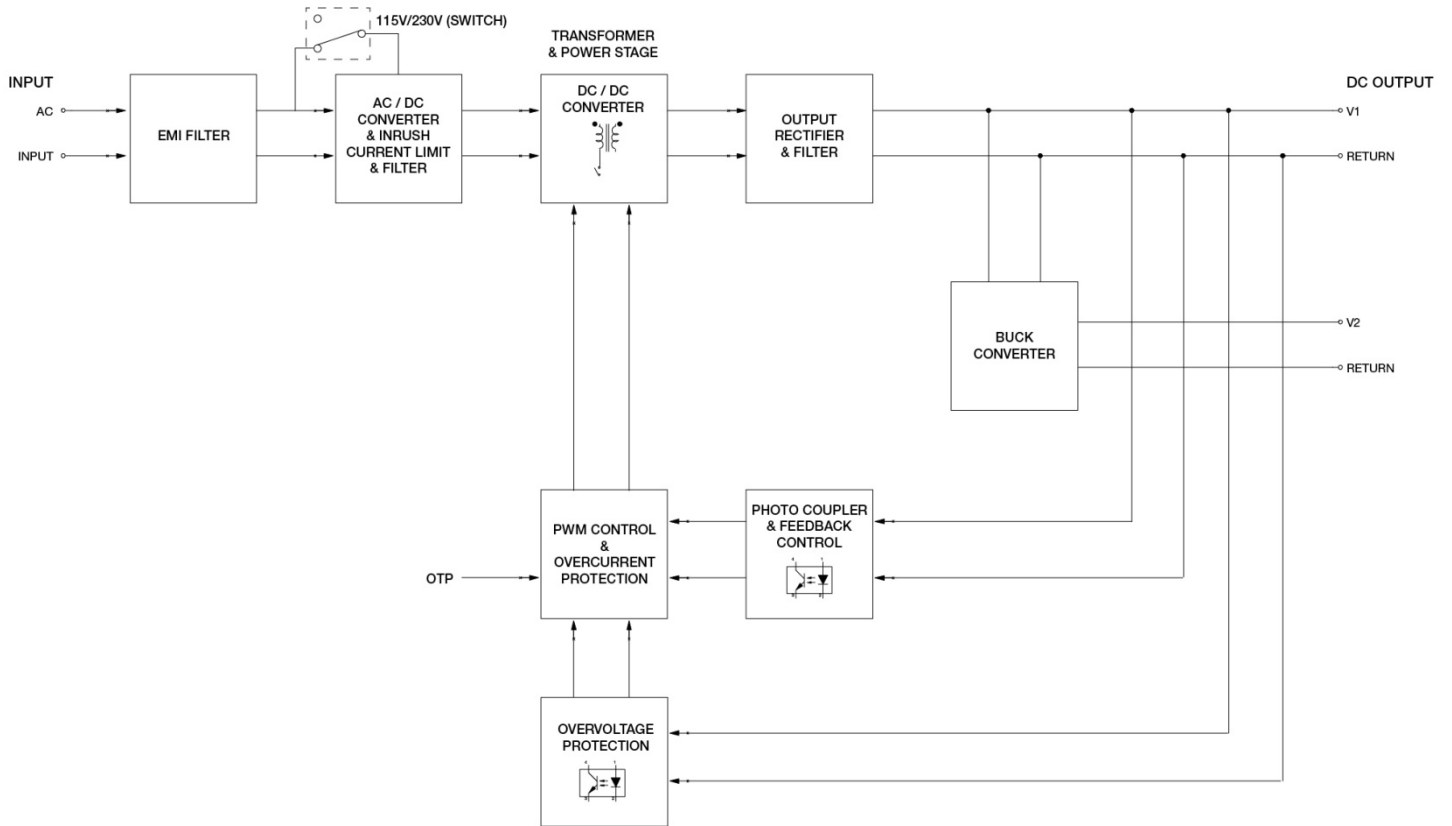 115V/230V (SWITCH)
TRANSFORMER
& POWER STAGE
INPUT
DC OUTPUT
AC
INPUT
EMI FILTER
AC / DC
CONVERTER
& INRUSH
CURRENT LIMIT
& FILTER
DC / DC
CONVERTER
OUTPUT
RECTIFIER
& FILTER
V1
RETURN
BUCK
CONVERTER
V2
RETURN
PWM CONTROL
&
OVERCURRENT
PROTECTION
PHOTO COUPLER
& FEEDBACK
CONTROL
OTP
OVERVOLTAGE
PROTECTION